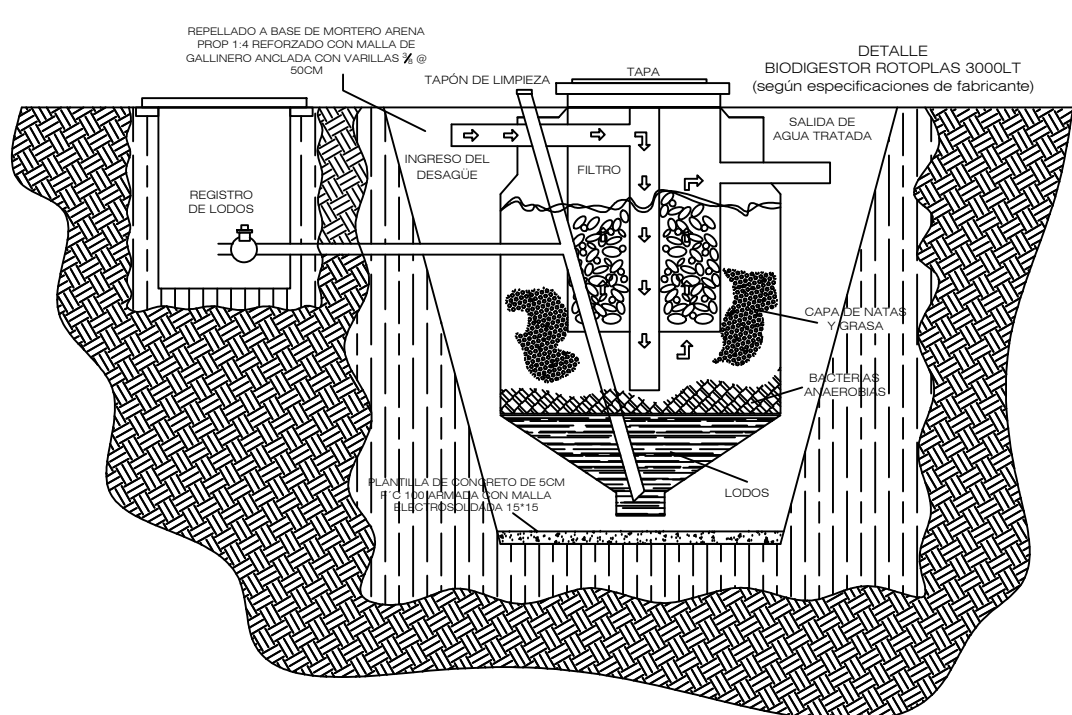 REPELLADO A BASE DE MORTERO ARENA
PROP 1:4 REFORZADO CON MALLA DE
GALLINERO ANCLADA CON VARILLAS ⅜ @
50CM
TAPÓN DE LIMPIEZA
TAPA
DETALLE
BIODIGESTOR ROTOPLAS 3000LT
(según especificaciones de fabricante)
SALIDA DE
AGUA TRATADA
INGRESO DEL
DESAGÜE
FILTRO
REGISTRO
DE LODOS
CAPA DE NATAS
Y GRASA
BACTERIAS
ANAEROBIAS
LODOS
PLANTILLA DE CONCRETO DE 5CM
F´C 100 ARMADA CON MALLA
ELECTROSOLDADA 15*15